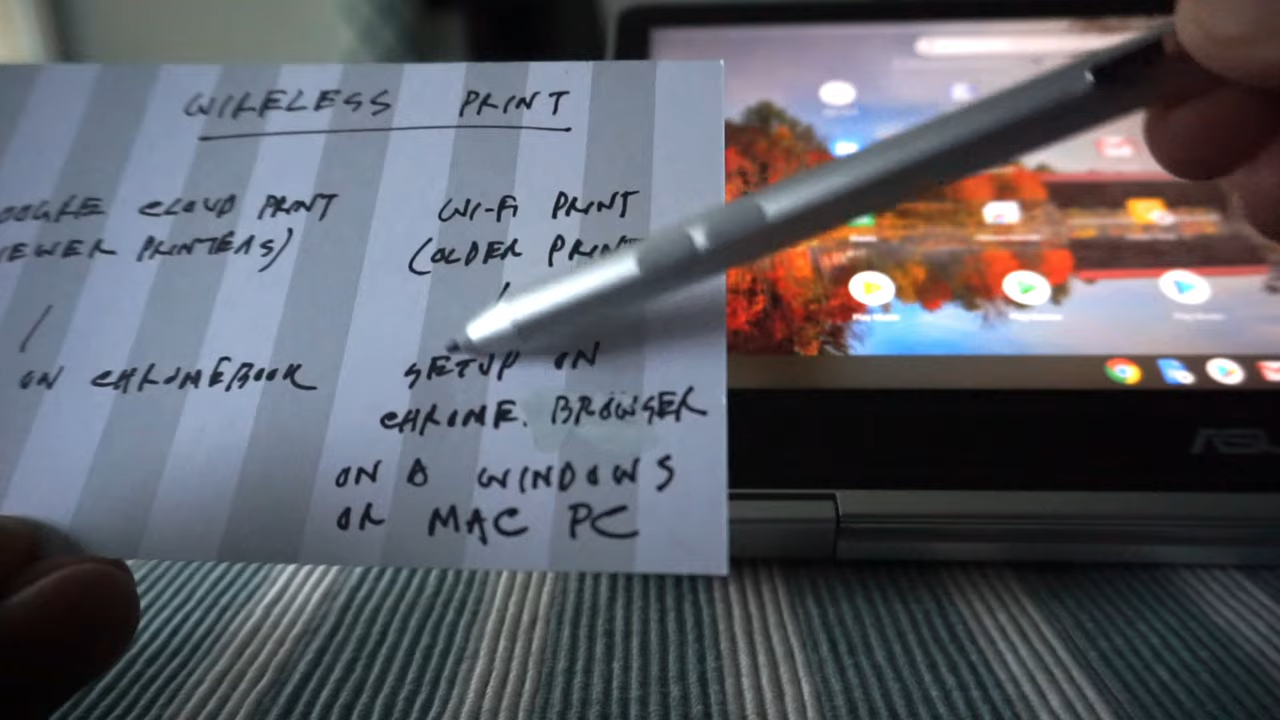 WIRELESS PRINT
OOGLE CLOUD PRINT
EWER PRINTERS)
/
ON CHROMEBOOK
WI-FI PRINT
(OLDER PRINT
/
SETUP ON
CHROME. BROWSER
ON A WINDOWS
OR MAC PC
ASU